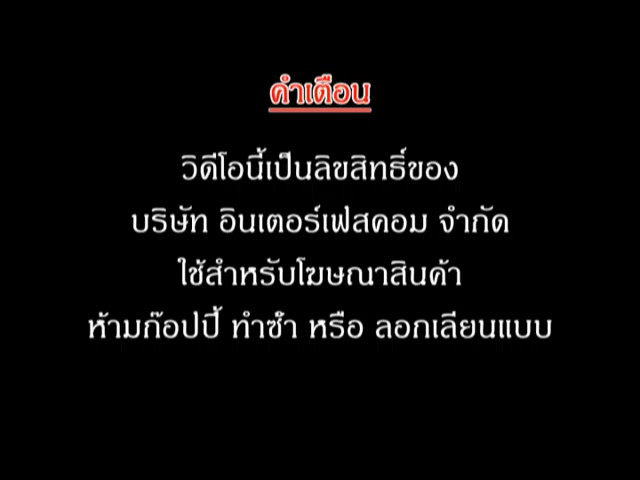 คำเตือน
วิดีโอนี้เป็นลิขสิทธิ์ของ
บริษัท อินเตอร์เฟสคอม จำกัด
ใช้สำหรับโฆษณาสินค้า
ห้ามก๊อปปี้ ทำซ้ำ หรือ ลอกเลียนแบบ